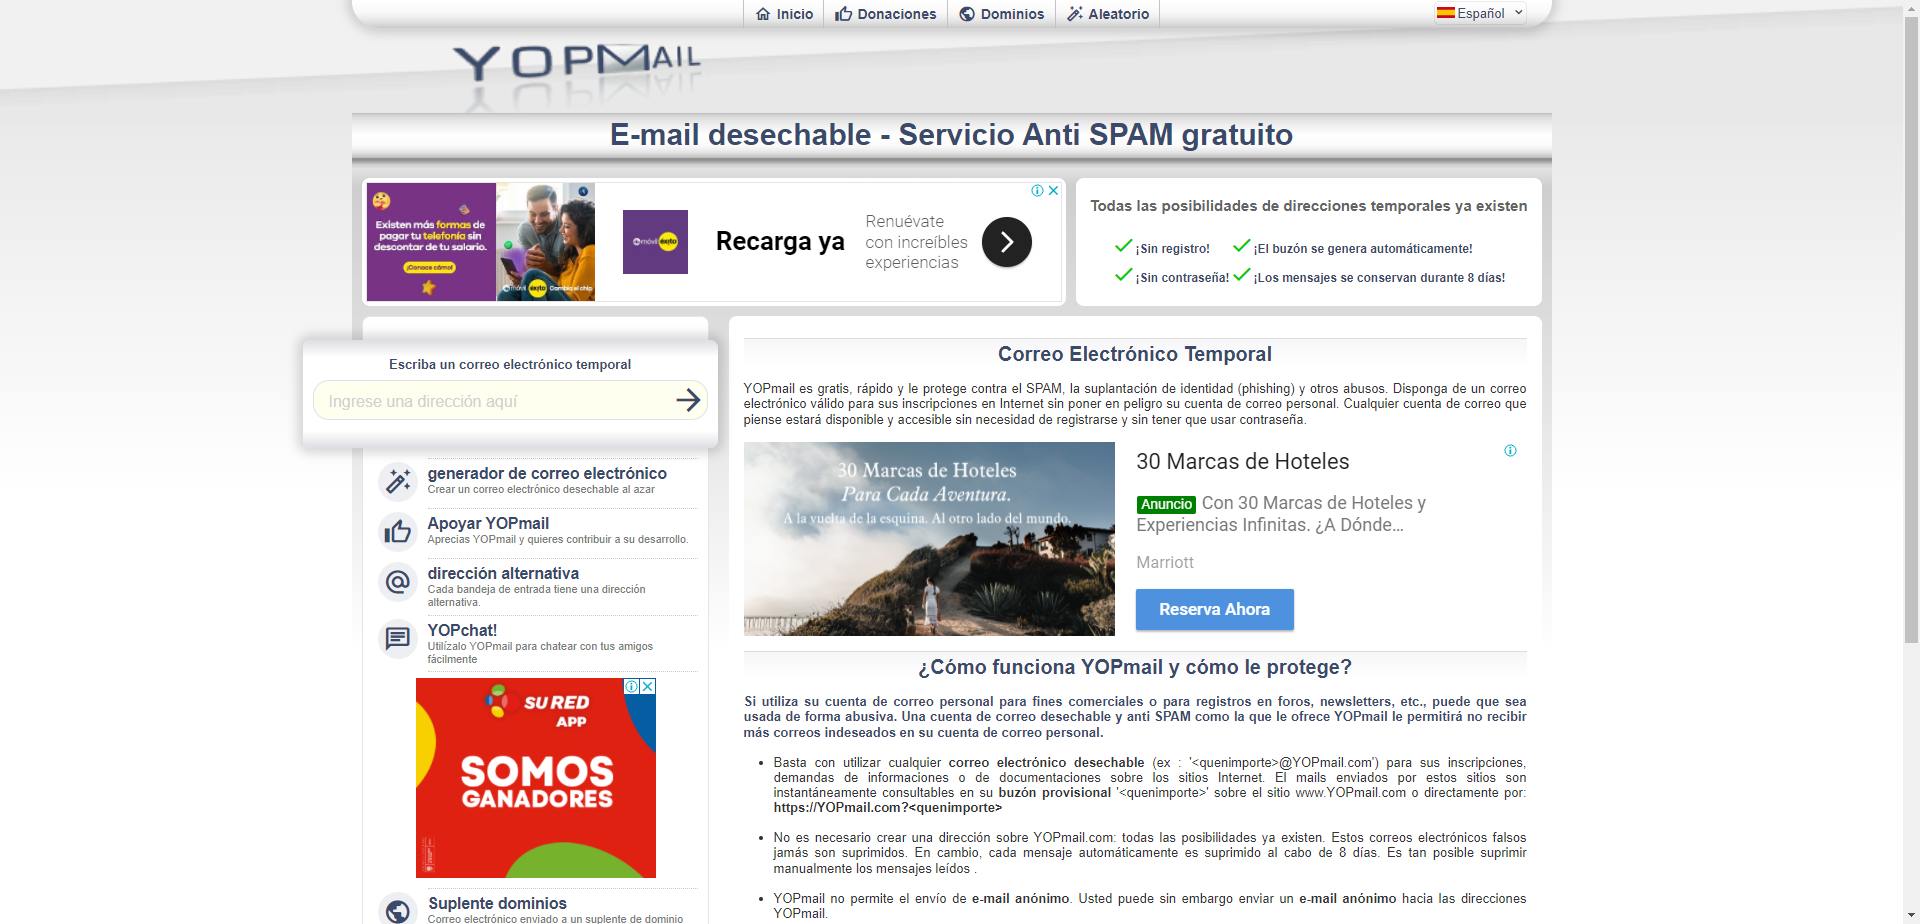 Inicio
Donaciones
Dominios
Aleatorio
Español
YOPMAIL
E-mail desechable - Servicio Anti SPAM gratuito
Existen más formas de
pagar tu telefonía sin
descontar de tu salario.
¡Conoce cómo!
móvil éxito Cambia el chip
móvil éxito
Recarga ya
Renuévate
con increíbles
experiencias
Todas las posibilidades de direcciones temporales ya existen
¡Sin registro!
¡El buzón se genera automáticamente!
¡Sin contraseña!
¡Los mensajes se conservan durante 8 días!
Escriba un correo electrónico temporal
Ingrese una dirección aquí
generador de correo electrónico
Crear un correo electrónico desechable al azar
Apoyar YOPmail
Aprecias YOPmail y quieres contribuir a su desarrollo.
dirección alternativa
Cada bandeja de entrada tiene una dirección
alternativa.
YOPchat!
Utilízalo YOPmail para chatear con tus amigos
fácilmente
SU RED
APP
SOMOS
GANADORES
Suplente dominios
Correo electrónico enviado a un suplente de dominio
Correo Electrónico Temporal
YOPmail es gratis, rápido y le protege contra el SPAM, la suplantación de identidad (phishing) y otros abusos. Disponga de un correo
electrónico válido para sus inscripciones en Internet sin poner en peligro su cuenta de correo personal. Cualquier cuenta de correo que
piense estará disponible y accesible sin necesidad de registrarse y sin tener que usar contraseña.
30 Marcas de Hoteles
Para Cada Aventura.
A la vuelta de la esquina. Al otro lado del mundo.
30 Marcas de Hoteles
Anuncio Con 30 Marcas de Hoteles y
Experiencias Infinitas. ¿A Dónde...
Marriott
Reserva Ahora
¿Cómo funciona YOPmail y cómo le protege?
Si utiliza su cuenta de correo personal para fines comerciales o para registros en foros, newsletters, etc., puede que sea
usada de forma abusiva. Una cuenta de correo desechable y anti SPAM como la que le ofrece YOPmail le permitirá no recibir
más correos indeseados en su cuenta de correo personal.
• Basta con utilizar cualquier correo electrónico desechable (ex : '<quenimporte>@YOPmail.com') para sus inscripciones,
demandas de informaciones o de documentaciones sobre los sitios Internet. El mails enviados por estos sitios son
instantáneamente consultables en su buzón provisional '<quenimporte>' sobre el sitio www.YOPmail.com o directamente por:
https://YOPmail.com?<quenimporte>
• No es necesario crear una dirección sobre YOPmail.com: todas las posibilidades ya existen. Estos correos electrónicos falsos
jamás son suprimidos. En cambio, cada mensaje automáticamente es suprimido al cabo de 8 días. Es tan posible suprimir
manualmente los mensajes leídos .
• YOPmail no permite el envío de e-mail anónimo. Usted puede sin embargo enviar un e-mail anónimo hacia las direcciones
YOPmail.